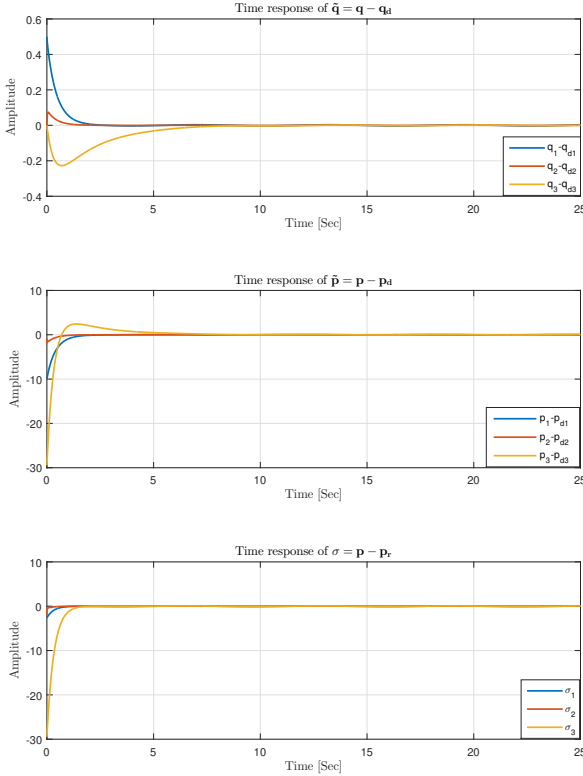 Time response of q̃ = q − q_d
Amplitude
0.6
0.4
0.2
0
-0.2
-0.4
0 5 10 15 20 25
Time [Sec]
q_1-q_d1
q_2-q_d2
q_3-q_d3
Time response of p̃ = p − p_d
Amplitude
10
0
-10
-20
-30
0 5 10 15 20 25
Time [Sec]
p_1-p_d1
p_2-p_d2
p_3-p_d3
Time response of σ = p − p_r
Amplitude
10
0
-10
-20
-30
0 5 10 15 20 25
Time [Sec]
σ_1
σ_2
σ_3